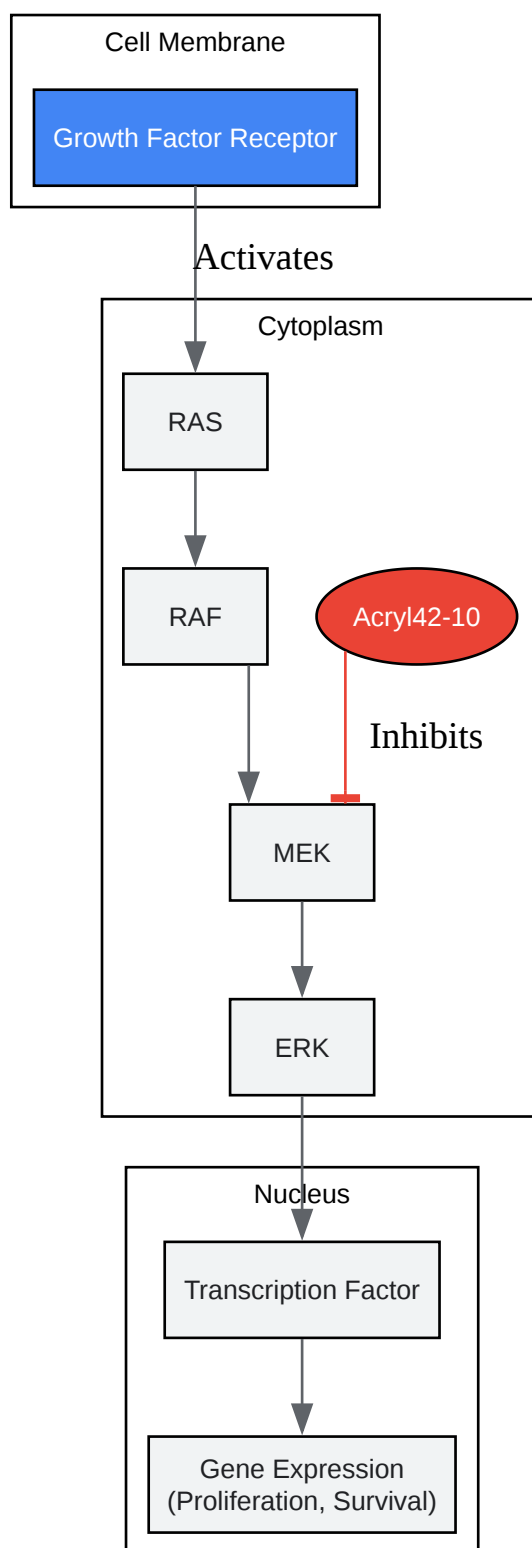 Cell Membrane
Growth Factor Receptor
Activates
Cytoplasm
RAS
RAF
Acryl42-10
Inhibits
MEK
ERK
Nucleus
Transcription Factor
Gene Expression
(Proliferation, Survival)